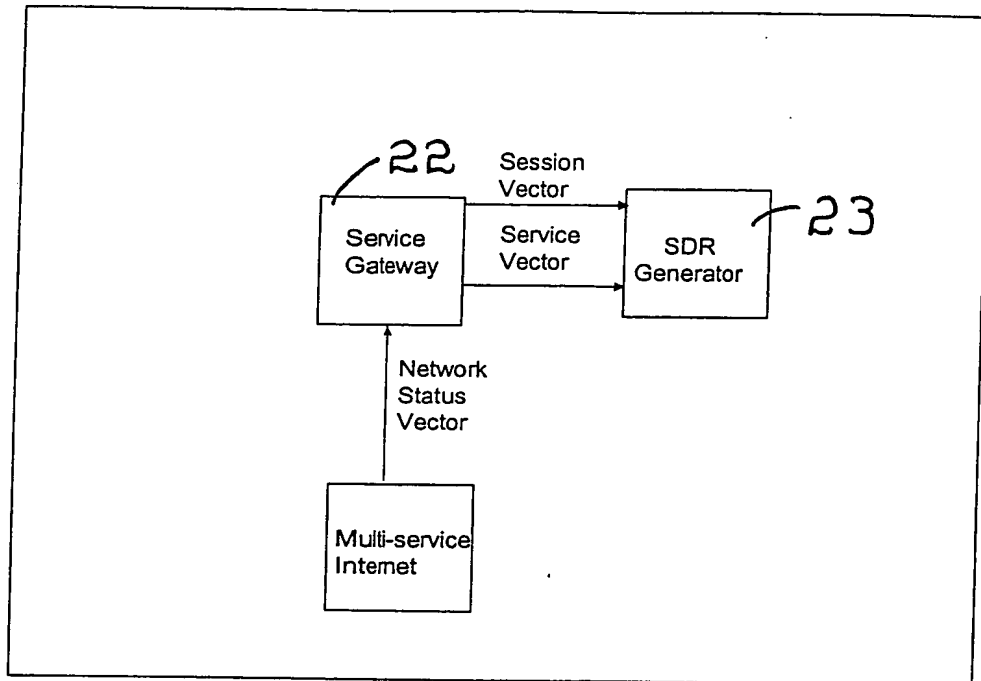 22
Session
Vector
Service
Gateway
Service
Vector
SDR
Generator
23
Network
Status
Vector
Multi-service
Internet